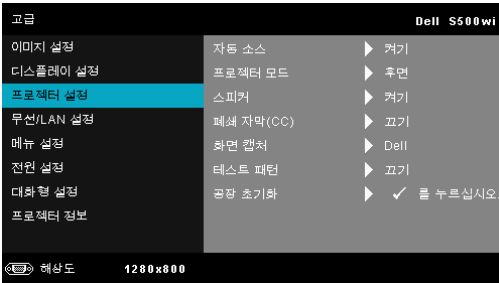 고급 Dell S500wi
이미지 설정
디스플레이 설정
프로젝터 설정
무선/LAN 설정
메뉴 설정
전원 설정
대화형 설정
프로젝터 정보
자동 소스 ▶ 켜기
프로젝터 모드 ▶ 후면
스피커 ▶ 켜기
폐쇄 자막(CC) ▶ 끄기
화면 캡처 ▶ Dell
테스트 패턴 ▶ 끄기
공장 초기화 ▶ ✓ 를 누르십시오.
해상도 1280x800